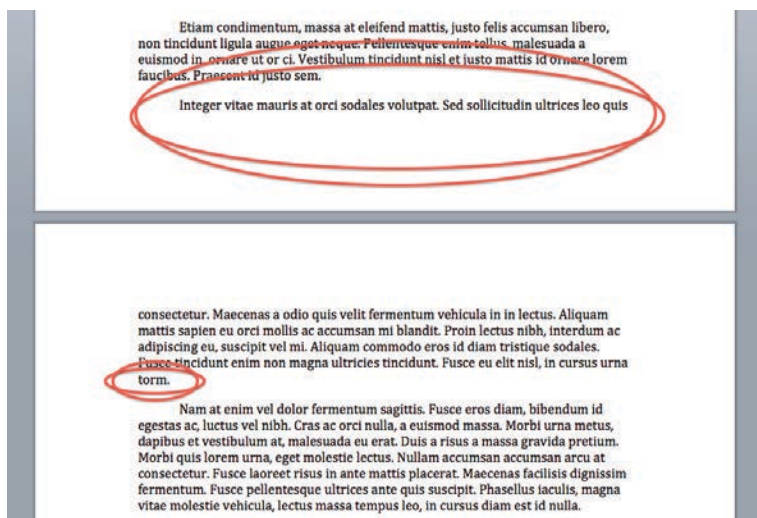 Etiam condimentum, massa at eleifend mattis, justo felis accumsan libero,
non tincidunt ligula augue eget neque. Pellentesque enim tellus, malesuada a
euismod in, ornare ut or ci. Vestibulum tincidunt nisl et justo mattis id ornare lorem
faucibus. Praesent id justo sem.
Integer vitae mauris at orci sodales volutpat. Sed sollicitudin ultrices leo quis
consectetur. Maecenas a odio quis velit fermentum vehicula in in lectus. Aliquam
mattis sapien eu orci mollis ac accumsan mi blandit. Proin lectus nibh, interdum ac
adipiscing eu, suscipit vel mi. Aliquam commodo eros id diam tristique sodales.
Fusce tincidunt enim non magna ultricies tincidunt. Fusce eu elit nisl, in cursus urna
torm.
Nam at enim vel dolor fermentum sagittis. Fusce eros diam, bibendum id
egestas ac, luctus vel nibh. Cras ac orci nulla, a euismod massa. Morbi urna metus,
dapibus et vestibulum at, malesuada eu erat. Duis a risus a massa gravida pretium.
Morbi quis lorem urna, eget molestie lectus. Nullam accumsan accumsan arcu at
consectetur. Fusce laoreet risus in ante mattis placerat. Maecenas facilisis dignissim
fermentum. Fusce pellentesque ultrices ante quis suscipit. Phasellus iaculis, magna
vitae molestie vehicula, lectus massa tempus leo, in cursus diam est id nulla.